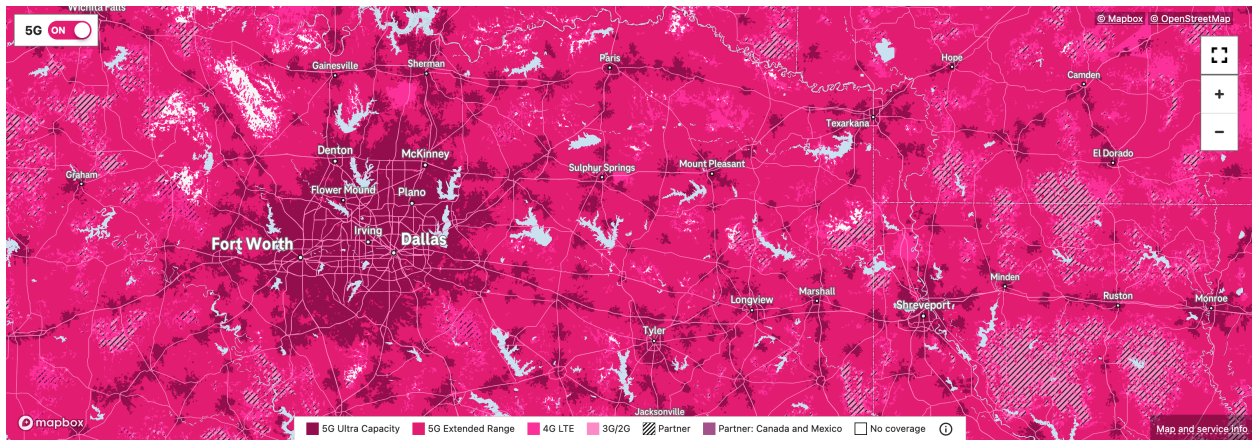 Wichita Falls
5G ON
© Mapbox © OpenStreetMap
Gainesville
Sherman
Paris
Hope
Camden
+
−
Texarkana
Denton
McKinney
El Dorado
Graham
Sulphur Springs
Mount Pleasant
Flower Mound
Plano
Irving
Fort Worth
Dallas
Minden
Longview
Marshall
Shreveport
Ruston
Monroe
Tyler
Jacksonville
mapbox
5G Ultra Capacity 5G Extended Range 4G LTE 3G/2G Partner Partner: Canada and Mexico No coverage
Map and service info